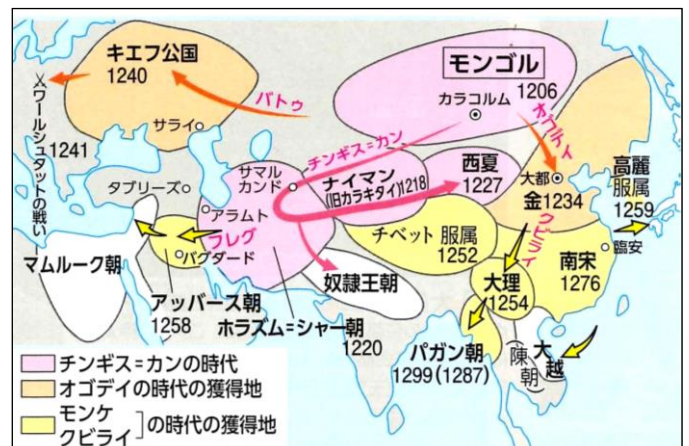 キエフ公国
1240
バトゥ
モンゴル
1206
カラコルム
オゴデイ
サライ
ワールシュタットの戦い
1241
チンギス=カン
サマル
カンド
ナイマン
(旧カラキタイ)1218
西夏
1227
大都
金1234
高麗
服属
1259
タブリーズ
アラムト
フレグ
バグダード
チベット 服属
1252
クビライ
南宋
1276
臨安
マムルーク朝
奴隷王朝
大理
1254
アッバース朝
1258
ホラズム=シャー朝
1220
パガン朝
1299(1287)
陳朝
大越
チンギス=カンの時代
オゴデイの時代の獲得地
モンケ
クビライ
の時代の獲得地